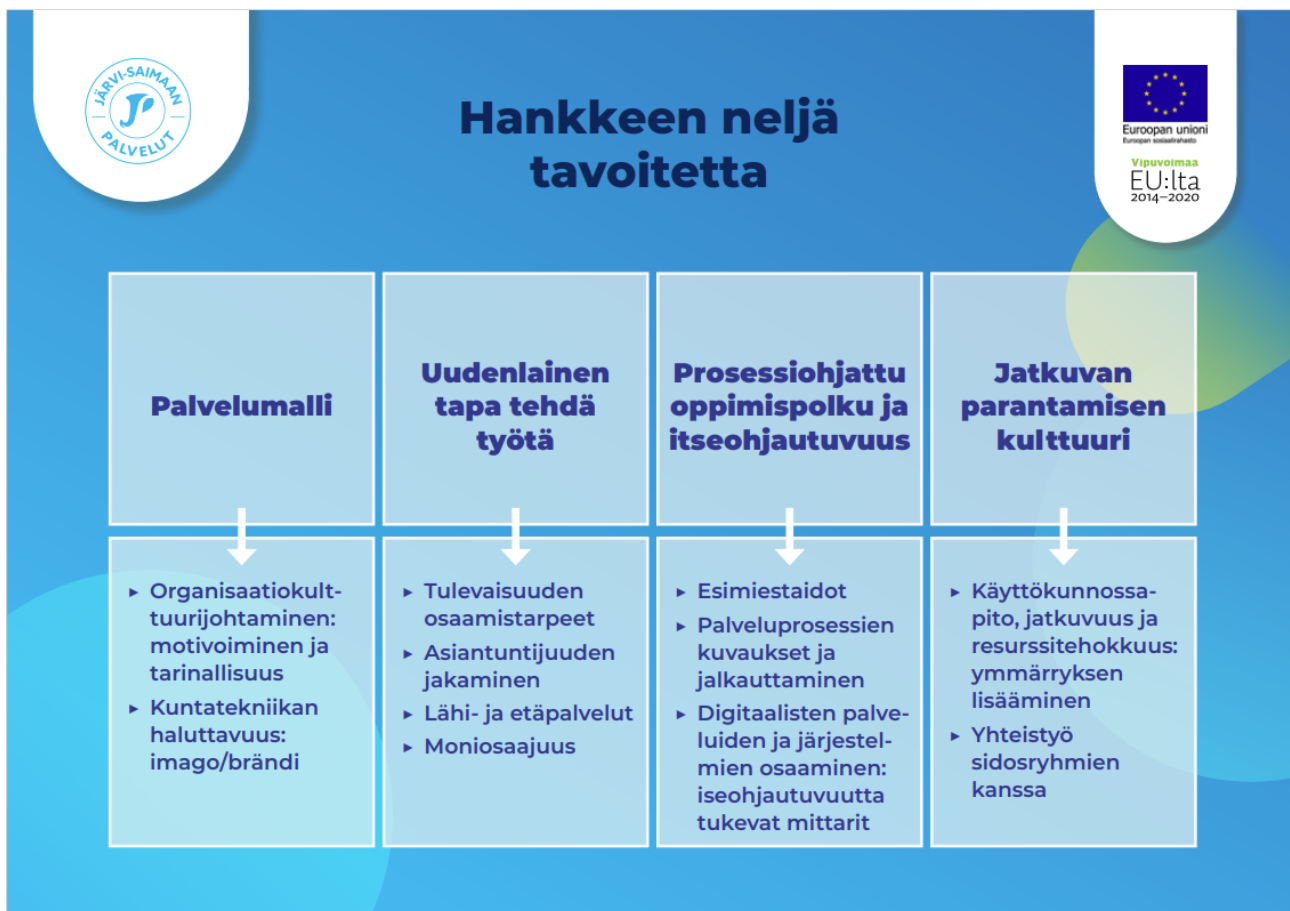 JÄRVI-SAIMAAN
PALVELUT
Hankkeen neljä
tavoitetta
Euroopan unioni
Euroopan sosiaalirahasto
Vipuvoimaa
EU:lta
2014–2020
Palvelumalli
Uudenlainen
tapa tehdä
työtä
Prosessiohjattu
oppimispolku ja
itseohjautuvuus
Jatkuvan
parantamisen
kulttuuri
▸ Organisaatiokult-
tuurijohtaminen:
motivoiminen ja
tarinallisuus
▸ Kuntatekniikan
haluttavuus:
imago/brändi
▸ Tulevaisuuden
osaamistarpeet
▸ Asiantuntijuuden
jakaminen
▸ Lähi- ja etäpalvelut
▸ Moniosaajuus
▸ Esimiestaidot
▸ Palveluprosessien
kuvaukset ja
jalkauttaminen
▸ Digitaalisten palve-
luiden ja järjestel-
mien osaaminen:
iseohjautuvuutta
tukevat mittarit
▸ Käyttökunnossa-
pito, jatkuvuus ja
resurssitehokkuus:
ymmärryksen
lisääminen
▸ Yhteistyö
sidosryhmien
kanssa